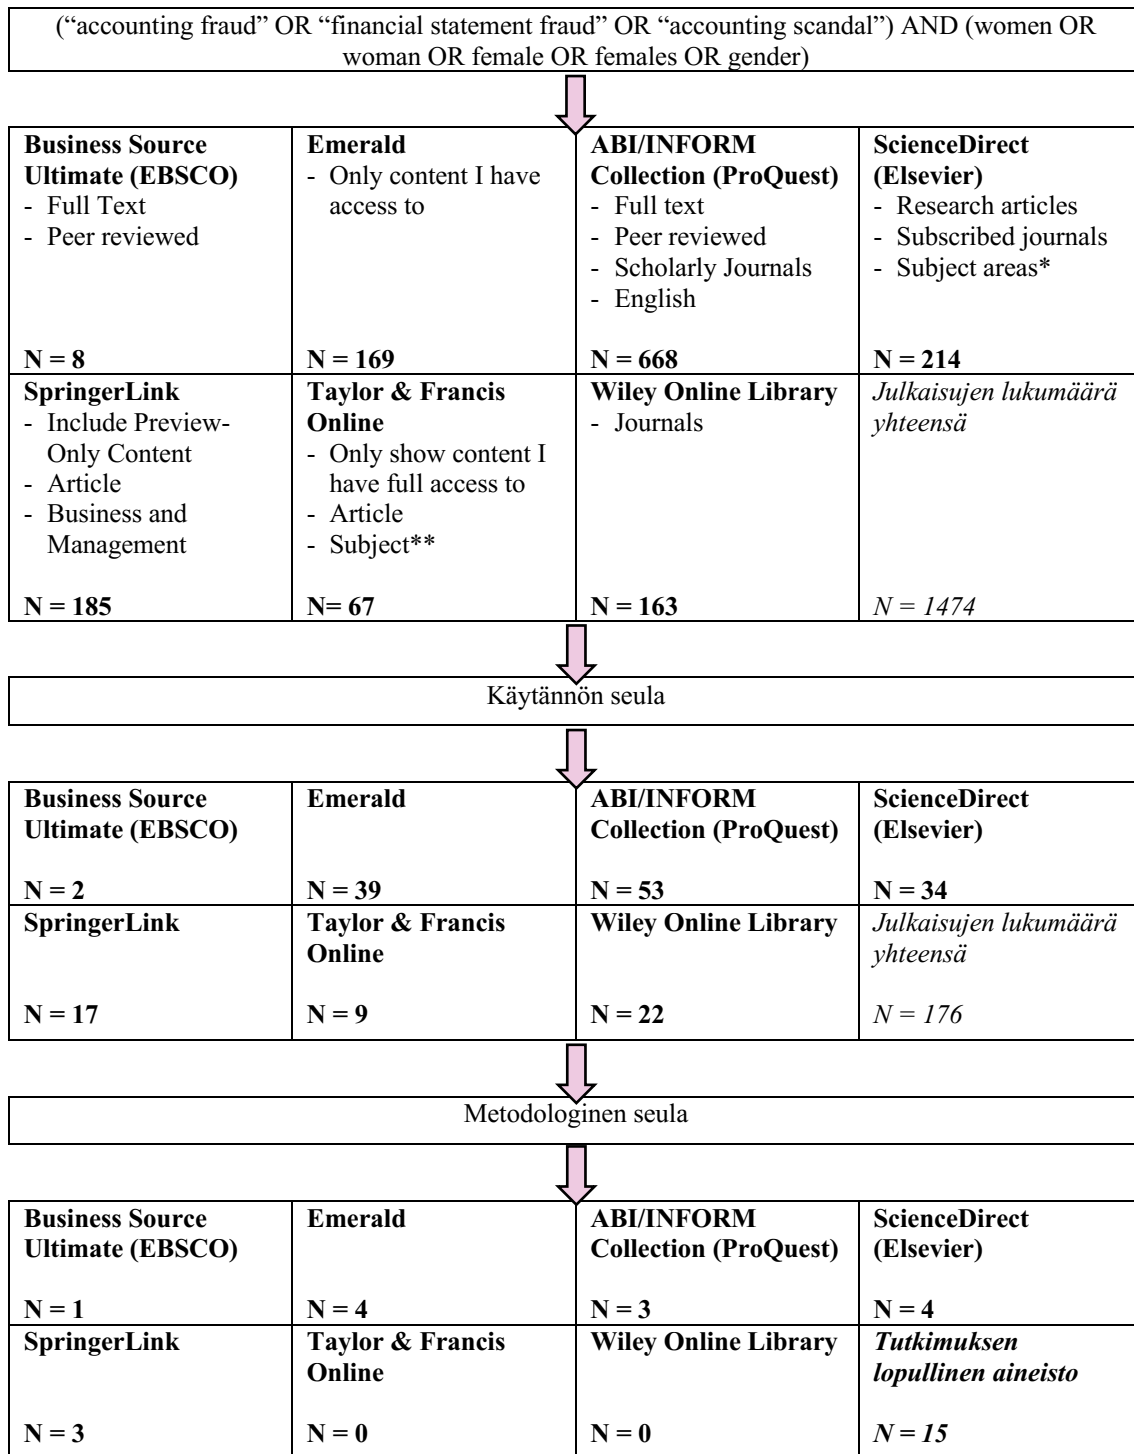 (“accounting fraud” OR “financial statement fraud” OR “accounting scandal”) AND (women OR
woman OR female OR females OR gender)
Business Source
Ultimate (EBSCO)
- Full Text
- Peer reviewed
N = 8
Emerald
- Only content I have
access to
N = 169
ABI/INFORM
Collection (ProQuest)
- Full text
- Peer reviewed
- Scholarly Journals
- English
N = 668
ScienceDirect
(Elsevier)
- Research articles
- Subscribed journals
- Subject areas*
N = 214
SpringerLink
- Include Preview-
Only Content
- Article
- Business and
Management
N = 185
Taylor & Francis
Online
- Only show content I
have full access to
- Article
- Subject**
N= 67
Wiley Online Library
- Journals
N = 163
Julkaisujen lukumäärä
yhteensä
N = 1474
Käytännön seula
Business Source
Ultimate (EBSCO)
N = 2
Emerald
N = 39
ABI/INFORM
Collection (ProQuest)
N = 53
ScienceDirect
(Elsevier)
N = 34
SpringerLink
N = 17
Taylor & Francis
Online
N = 9
Wiley Online Library
N = 22
Julkaisujen lukumäärä
yhteensä
N = 176
Metodologinen seula
Business Source
Ultimate (EBSCO)
N = 1
Emerald
N = 4
ABI/INFORM
Collection (ProQuest)
N = 3
ScienceDirect
(Elsevier)
N = 4
SpringerLink
N = 3
Taylor & Francis
Online
N = 0
Wiley Online Library
N = 0
Tutkimuksen
lopullinen aineisto
N = 15